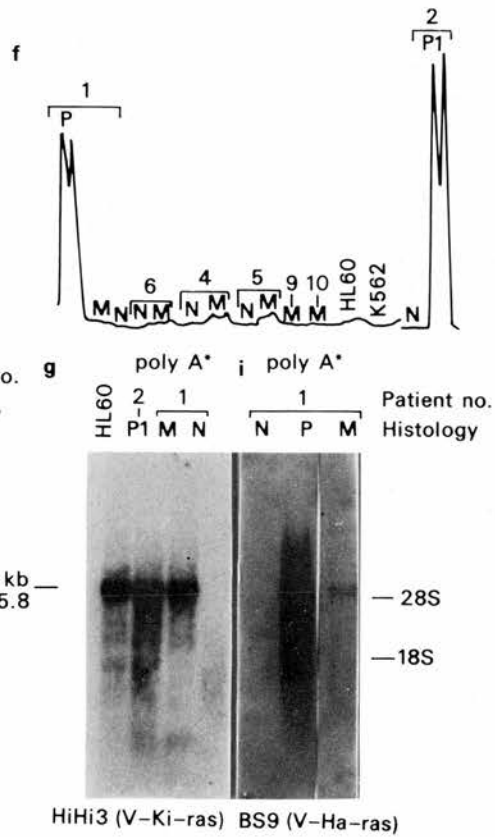 f
2
P1
1
P
6
4
5
9
10
HL60
K562
M
N
N
M
N
M
N
M
M
M
N
o.
g
poly A*
i
poly A*
HL60
2
1
1
Patient no.
P1
M
N
N
P
M
Histology
kb
5.8
28S
18S
HiHi3 (V–Ki–ras)
BS9 (V–Ha–ras)